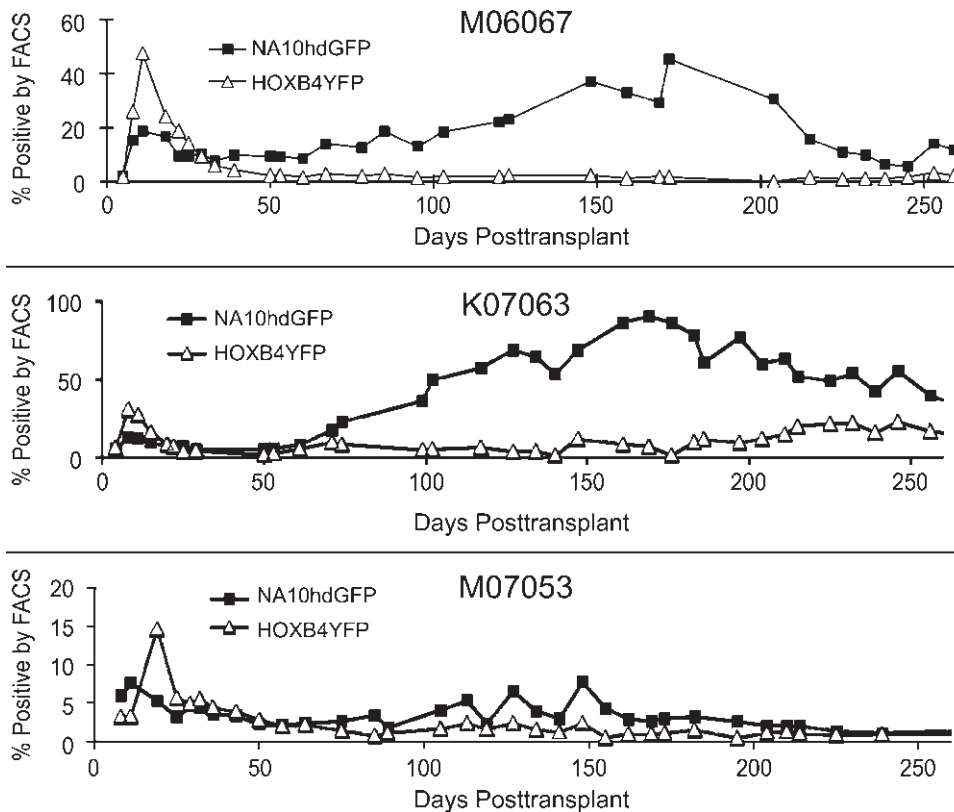 M06067
% Positive by FACS
60
40
20
0
NA10hdGFP
HOXB4YFP
0 50 100 150 200 250
Days Posttransplant
K07063
% Positive by FACS
100
50
0
NA10hdGFP
HOXB4YFP
0 50 100 150 200 250
Days Posttransplant
M07053
% Positive by FACS
20
15
10
5
0
NA10hdGFP
HOXB4YFP
0 50 100 150 200 250
Days Posttransplant